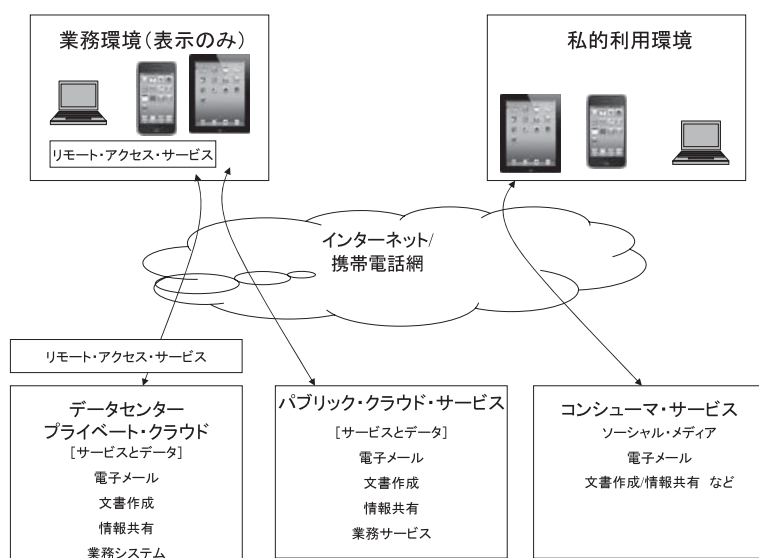 業務環境(表示のみ)
リモート・アクセス・サービス
私的利用環境
インターネット/
携帯電話網
リモート・アクセス・サービス
データセンター
プライベート・クラウド
[サービスとデータ]
電子メール
文書作成
情報共有
業務システム
パブリック・クラウド・サービス
[サービスとデータ]
電子メール
文書作成
情報共有
業務サービス
コンシューマ・サービス
ソーシャル・メディア
電子メール
文書作成/情報共有 など